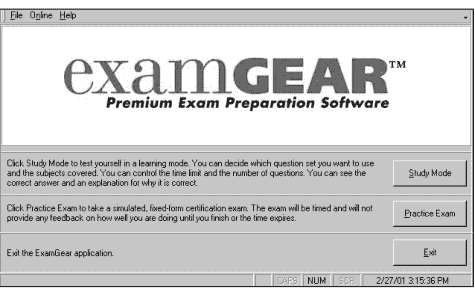 File Online Help
examGEAR™
Premium Exam Preparation Software
Click Study Mode to test yourself in a learning mode. You can decide which question set you want to use
and the subjects covered. You can control the time limit and the number of questions. You can see the
correct answer and an explanation for why it is correct.
Study Mode
Click Practice Exam to take a simulated, fixed-form certification exam. The exam will be timed and will not
provide any feedback on how well you are doing until you finish or the time expires.
Practice Exam
Exit the ExamGear application.
Exit
CAPS NUM SCR 2/27/01 3:15:36 PM